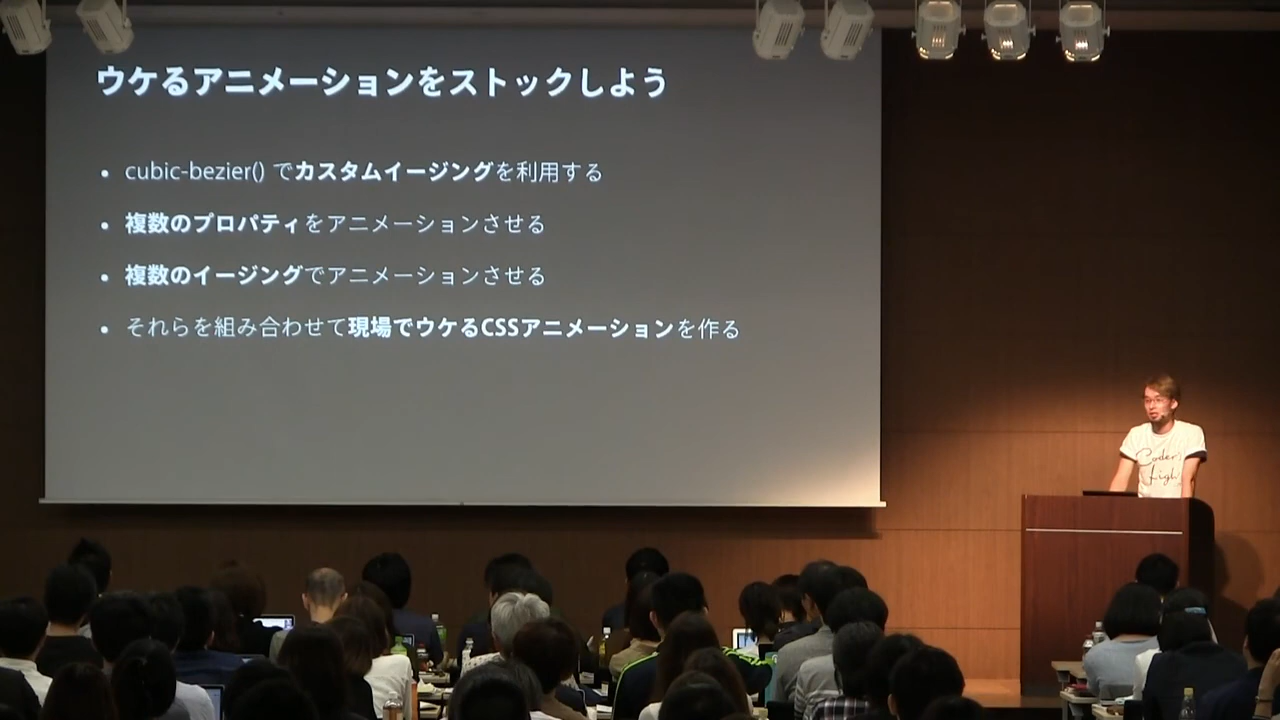 ウケるアニメーションをストックしよう
• cubic-bezier() でカスタムイージングを利用する
• 複数のプロパティをアニメーションさせる
• 複数のイージングでアニメーションさせる
• それらを組み合わせて現場でウケるCSSアニメーションを作る
Coders
High